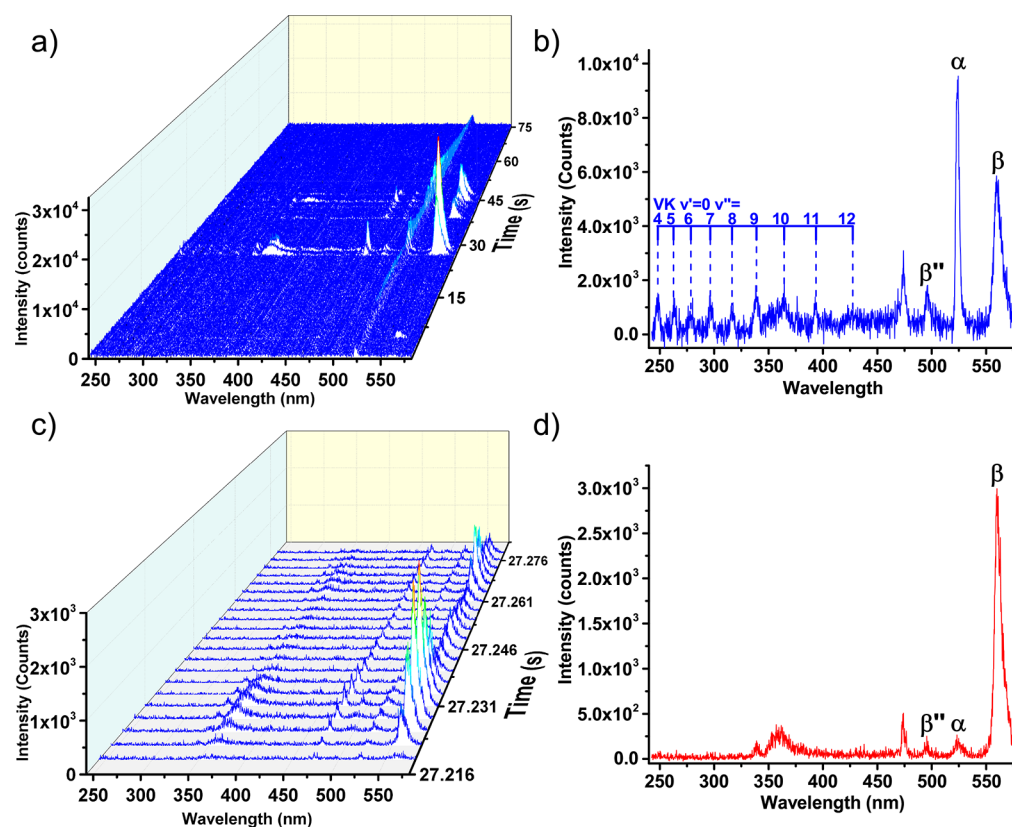 a)
Intensity (counts)
3x10⁴
2x10⁴
1x10⁴
0
250 300 350 400 450 500 550
Wavelength (nm)
15
30
45
60
75
Time (s)
b)
Intensity (Counts)
1.0x10⁴
8.0x10³
6.0x10³
4.0x10³
2.0x10³
0.0
α
β
VK v'=0 v''=
4 5 6 7 8 9 10 11 12
β"
250 300 350 400 450 500 550
Wavelength
c)
Intensity (Counts)
3x10³
2x10³
1x10³
0
250 300 350 400 450 500 550
Wavelength (nm)
27.216
27.231
27.246
27.261
27.276
Time (s)
d)
Intensity (counts)
3.0x10³
2.5x10³
2.0x10³
1.5x10³
1.0x10³
5.0x10²
0.0
β
β" α
250 300 350 400 450 500 550
Wavelength (nm)